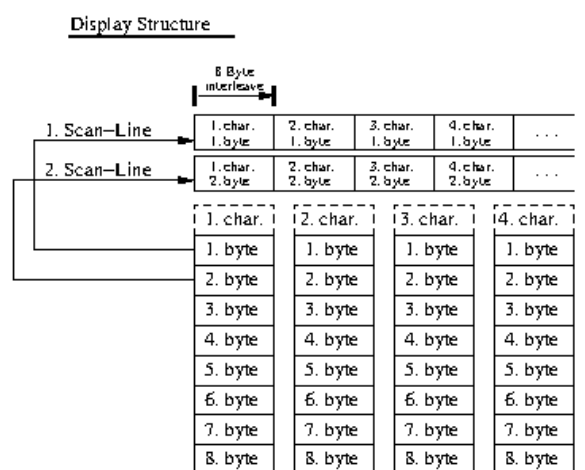 Display Structure
8 Byte
interleave
1. Scan-Line 1. char. 2. char. 3. char. 4. char. . . .
1. byte 1. byte 1. byte 1. byte
2. Scan-Line 1. char. 2. char. 3. char. 4. char. . . .
2. byte 2. byte 2. byte 2. byte
1. char. 2. char. 3. char. 4. char.
1. byte 1. byte 1. byte 1. byte
2. byte 2. byte 2. byte 2. byte
3. byte 3. byte 3. byte 3. byte
4. byte 4. byte 4. byte 4. byte
5. byte 5. byte 5. byte 5. byte
6. byte 6. byte 6. byte 6. byte
7. byte 7. byte 7. byte 7. byte
8. byte 8. byte 8. byte 8. byte